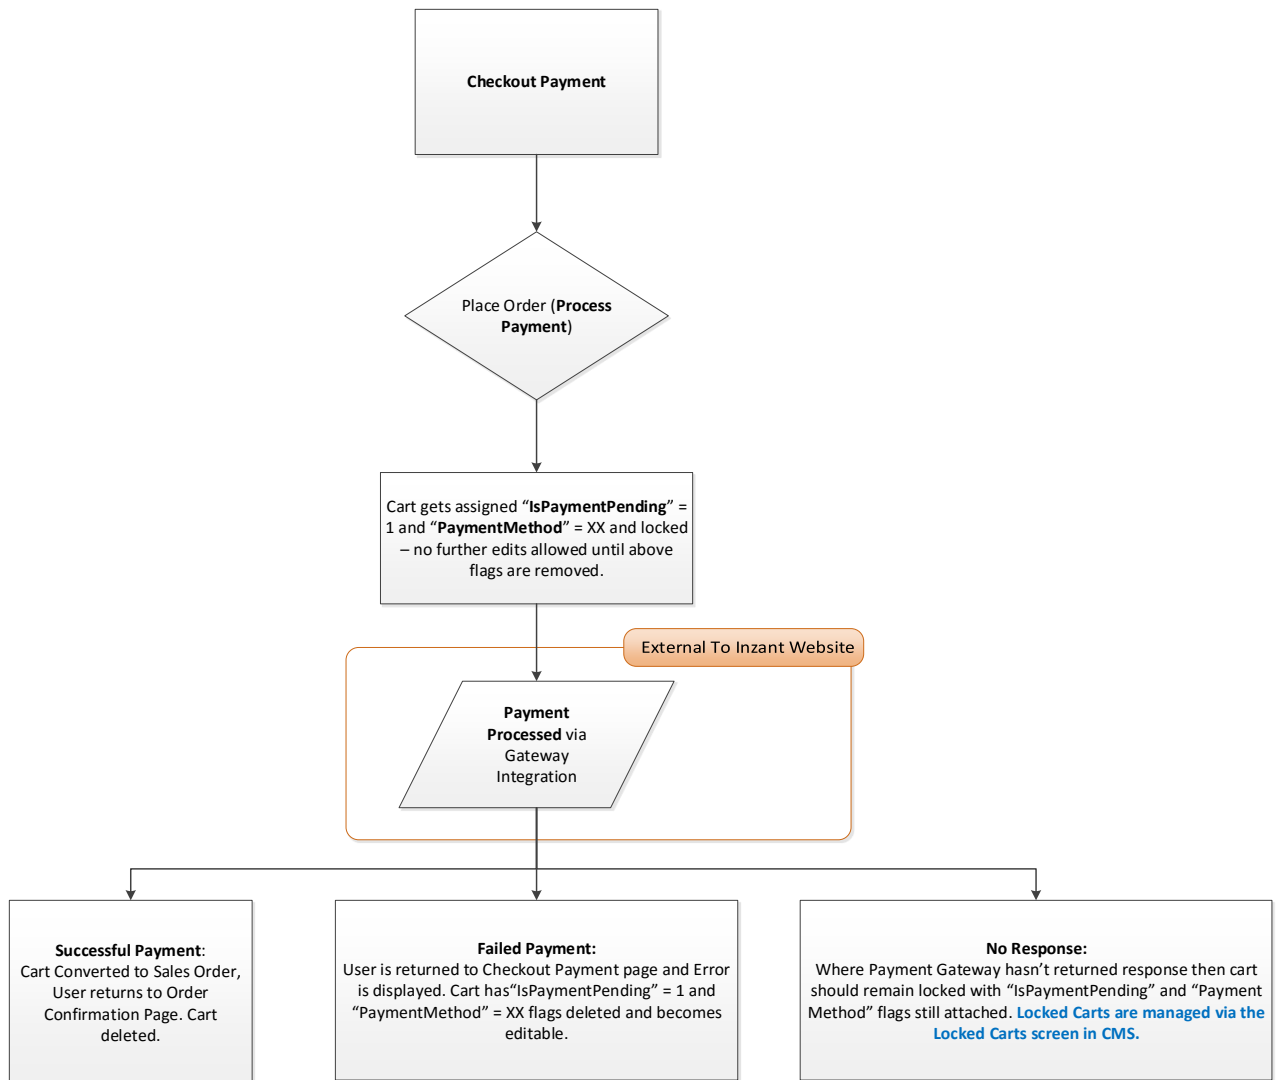 Checkout Payment
Place Order (Process
Payment)
Cart gets assigned “IsPaymentPending” =
1 and “PaymentMethod” = XX and locked
– no further edits allowed until above
flags are removed.
External To Inzant Website
Payment
Processed via
Gateway
Integration
Successful Payment:
Cart Converted to Sales Order,
User returns to Order
Confirmation Page. Cart
deleted.
Failed Payment:
User is returned to Checkout Payment page and Error
is displayed. Cart has“IsPaymentPending” = 1 and
“PaymentMethod” = XX flags deleted and becomes
editable.
No Response:
Where Payment Gateway hasn’t returned response then cart
should remain locked with “IsPaymentPending” and “Payment
Method” flags still attached. Locked Carts are managed via the
Locked Carts screen in CMS.